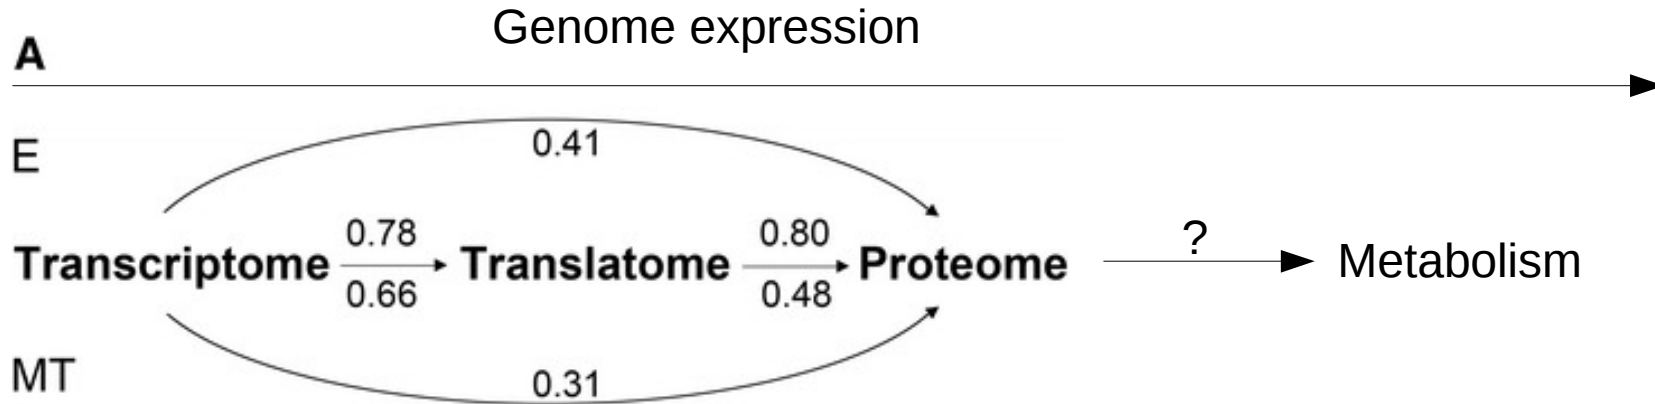 Genome expression
A
E
0.41
0.78
0.80
?
Transcriptome Translatome Proteome Metabolism
0.66
0.48
MT
0.31